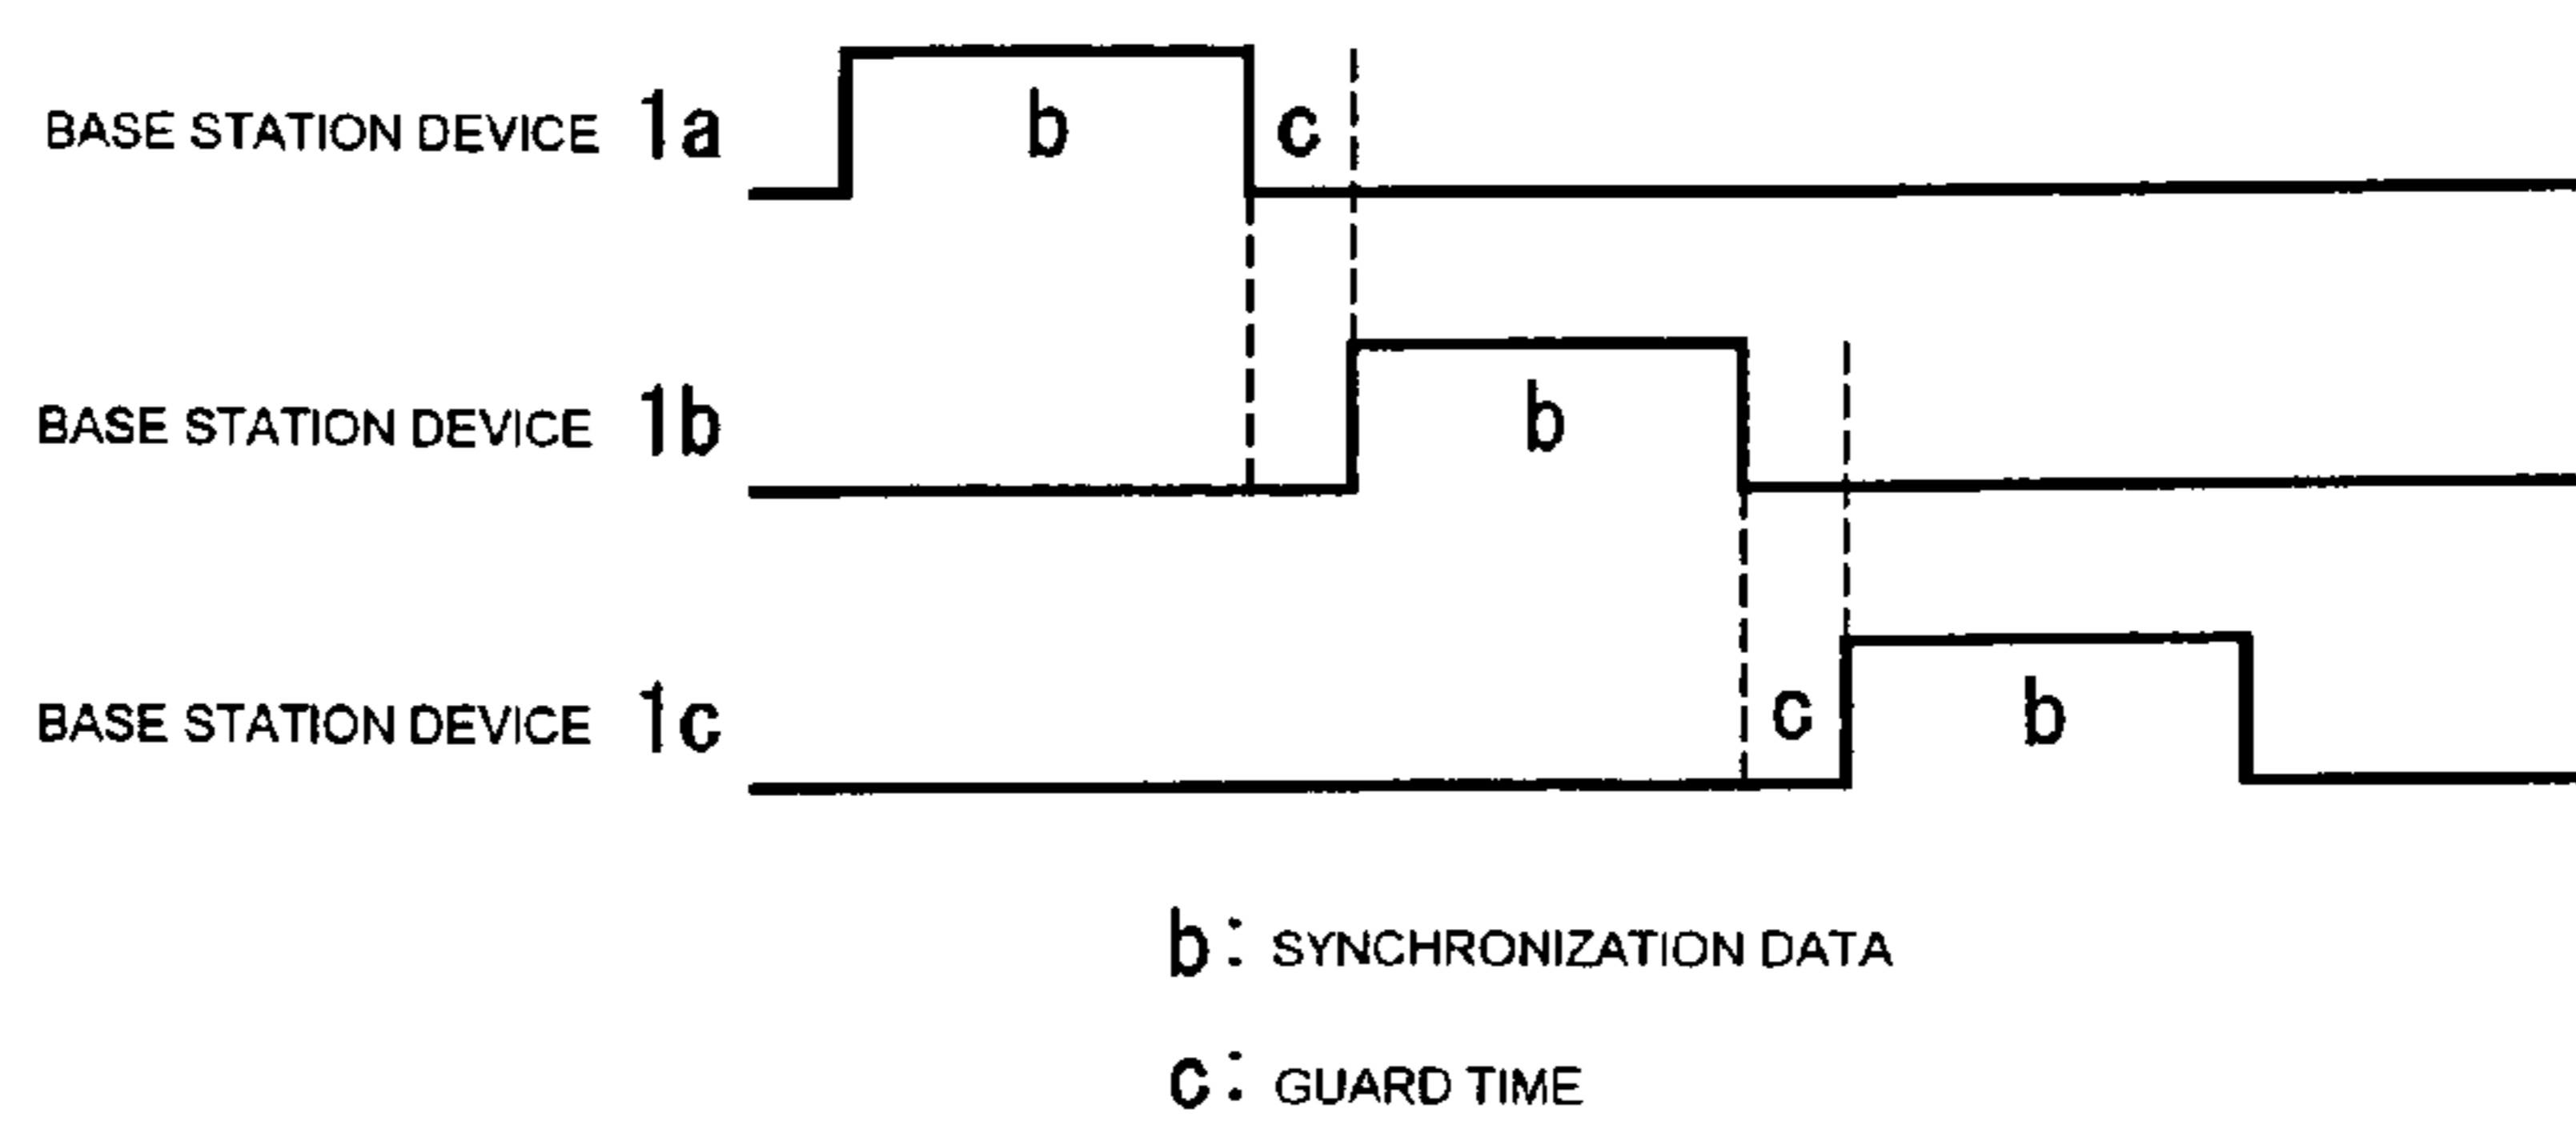 BASE STATION DEVICE 1a b c
BASE STATION DEVICE 1b b
BASE STATION DEVICE 1c c b
b: SYNCHRONIZATION DATA
c: GUARD TIME